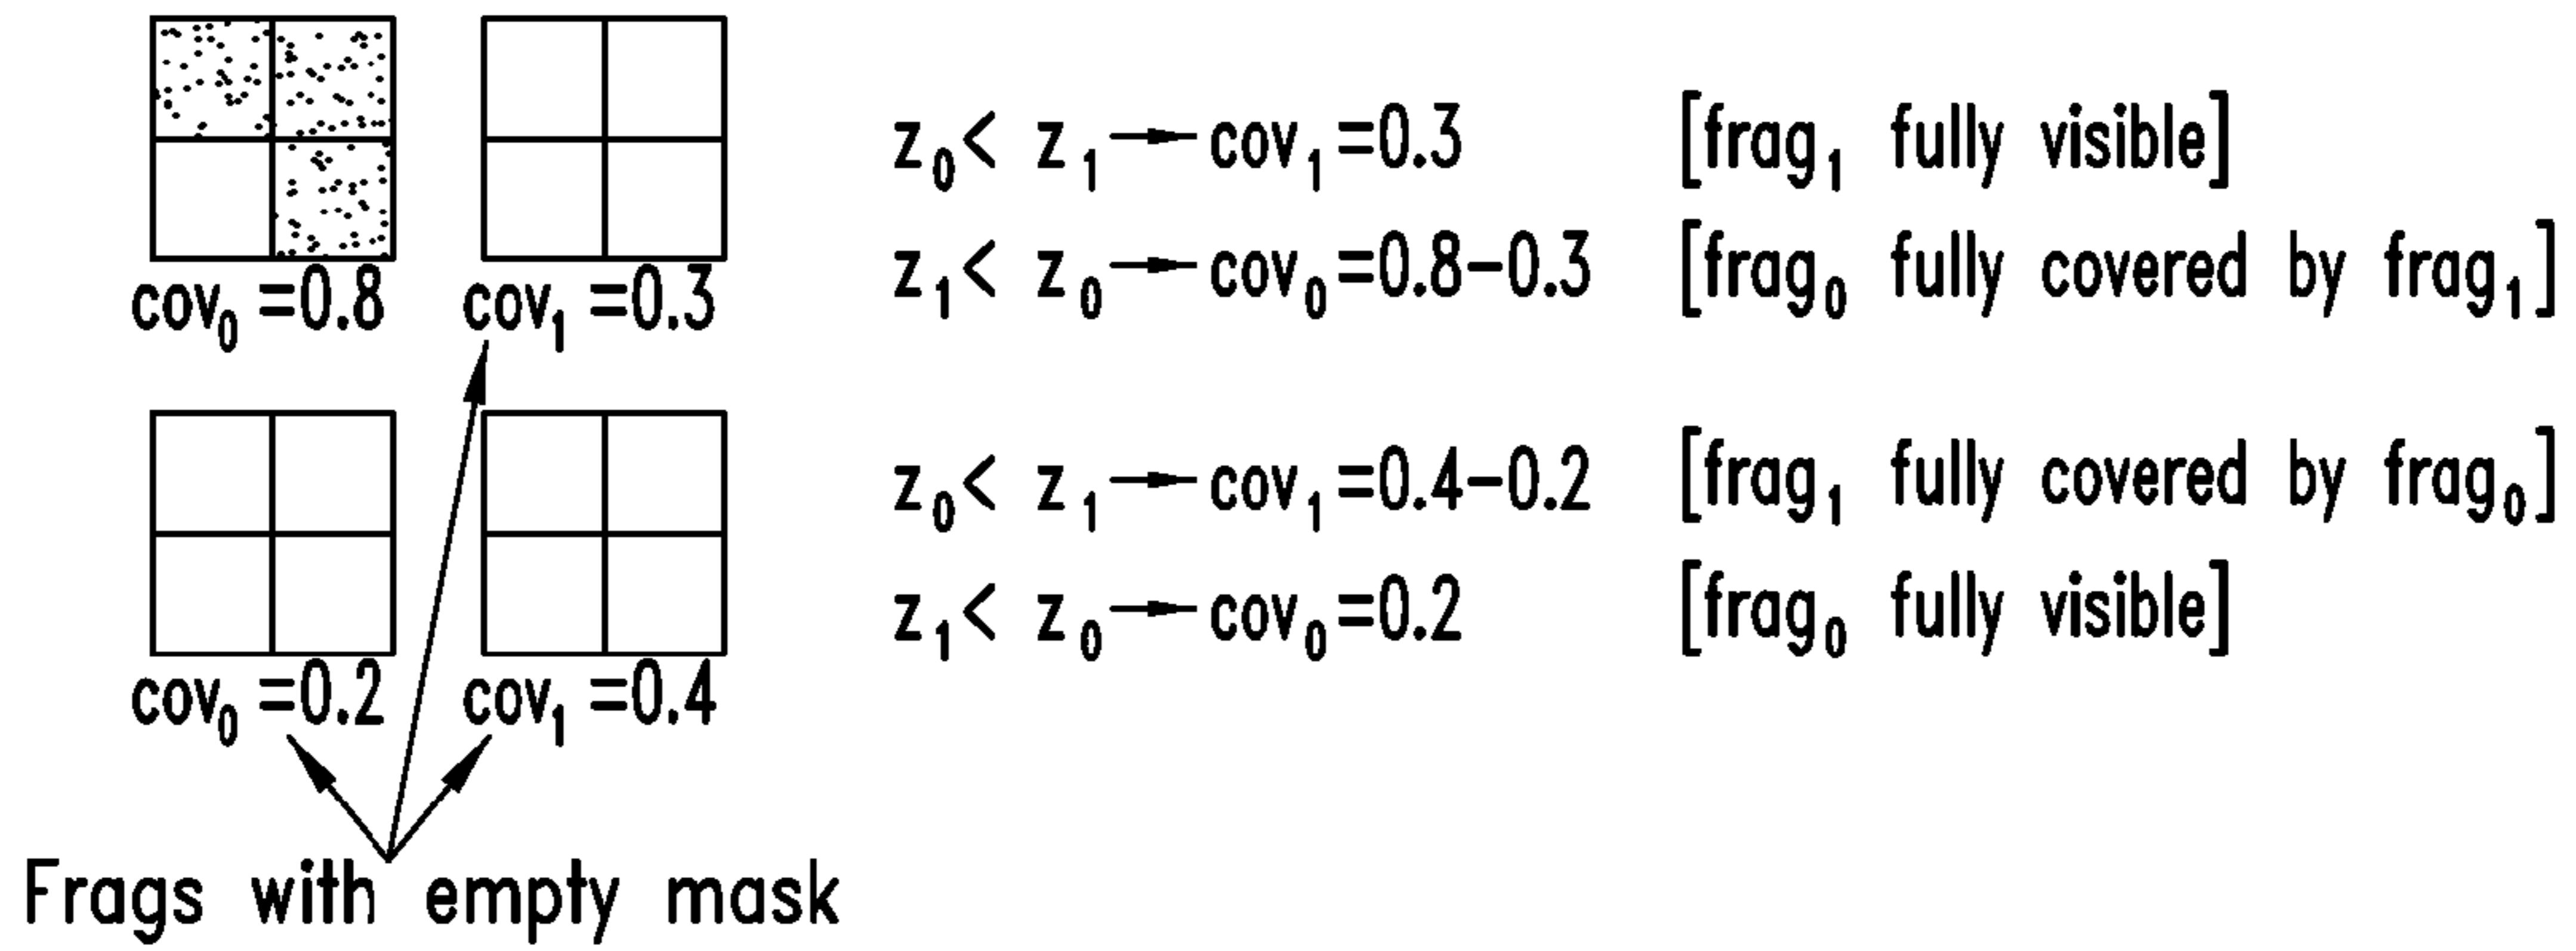 cov₀ =0.8 cov₁ =0.3
z₀< z₁→cov₁=0.3 [frag₁ fully visible]
z₁< z₀→cov₀=0.8-0.3 [frag₀ fully covered by frag₁]
cov₀ =0.2 cov₁ =0.4
z₀< z₁→cov₁=0.4-0.2 [frag₁ fully covered by frag₀]
z₁< z₀→cov₀=0.2 [frag₀ fully visible]
Frags with empty mask